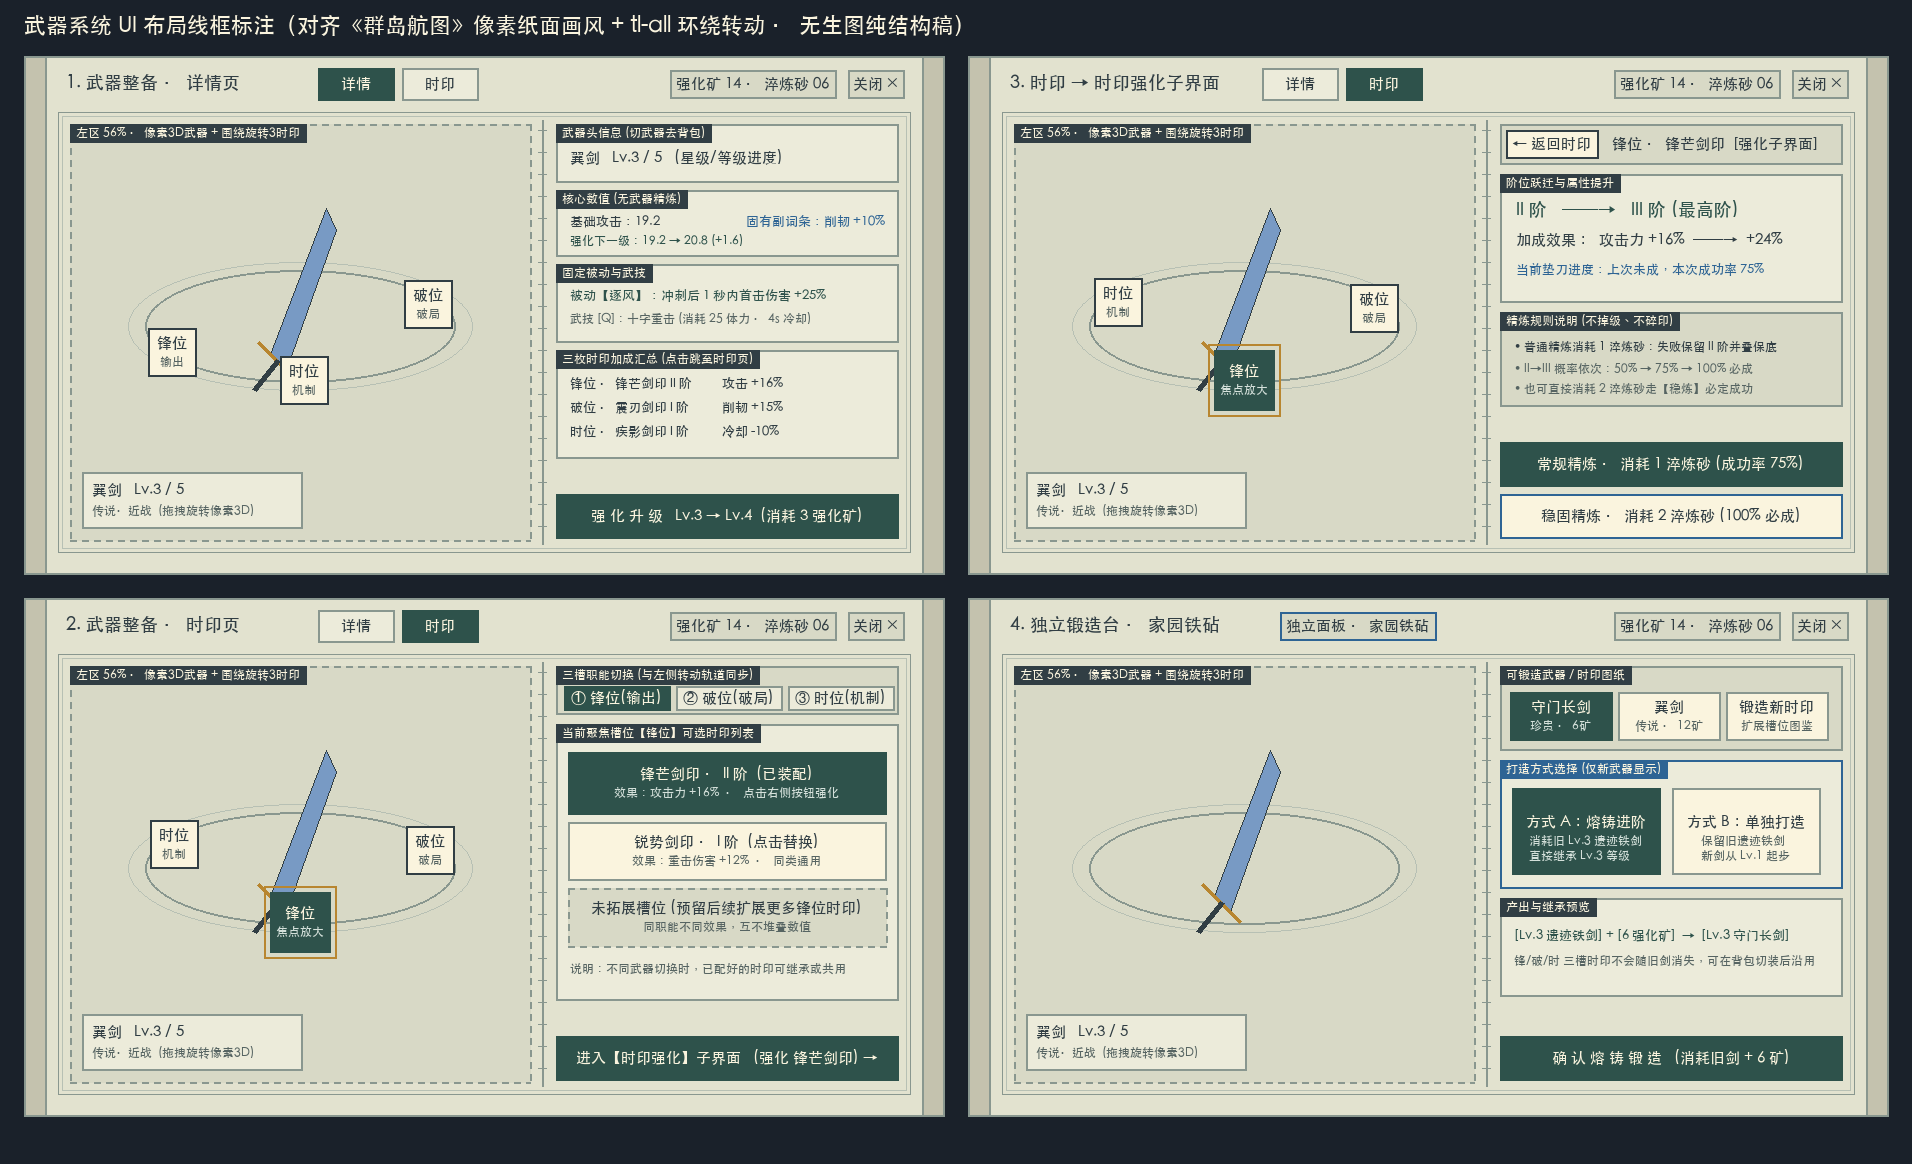 武器系统 UI 布局线框标注（对齐《群岛航图》像素纸面画风 + tl-all 环绕转动 · 无生图纯结构稿）
1. 武器整备 · 详情页
详情
时印
强化矿 14 · 淬炼砂 06
关闭 ×
左区 56% · 像素3D武器 + 围绕旋转3时印
破位
破局
锋位
输出
时位
机制
翼剑 Lv.3 / 5
传说 · 近战（拖拽旋转像素3D）
武器头信息 (切武器去背包)
翼剑 Lv.3 / 5 （星级/等级进度）
核心数值 (无武器精炼)
基础攻击：19.2
固有副词条：削韧 +10%
强化下一级：19.2 → 20.8 (+1.6)
固定被动与武技
被动【逐风】：冲刺后 1 秒内首击伤害 +25%
武技 [Q]：十字重击 (消耗 25 体力 · 4s 冷却)
三枚时印加成汇总 (点击跳至时印页)
锋位 · 锋芒剑印 II 阶 攻击 +16%
破位 · 震刃剑印 I 阶 削韧 +15%
时位 · 疾影剑印 I 阶 冷却 -10%
强 化 升 级 Lv.3 → Lv.4（消耗 3 强化矿）
3. 时印 → 时印强化子界面
详情
时印
强化矿 14 · 淬炼砂 06
关闭 ×
左区 56% · 像素3D武器 + 围绕旋转3时印
时位
机制
破位
破局
锋位
焦点放大
翼剑 Lv.3 / 5
传说 · 近战（拖拽旋转像素3D）
← 返回时印
锋位 · 锋芒剑印 [强化子界面]
阶位跃迁与属性提升
II 阶 ———→ III 阶 (最高阶)
加成效果： 攻击力 +16% ———→ +24%
当前垫刀进度：上次未成，本次成功率 75%
精炼规则说明 (不掉级、不碎印)
• 普通精炼消耗 1 淬炼砂：失败保留 II 阶并叠保底
• II→III 概率依次：50% → 75% → 100% 必成
• 也可直接消耗 2 淬炼砂走【稳炼】必定成功
常规精炼 · 消耗 1 淬炼砂 (成功率 75%)
稳固精炼 · 消耗 2 淬炼砂 (100% 必成)
2. 武器整备 · 时印页
详情
时印
强化矿 14 · 淬炼砂 06
关闭 ×
左区 56% · 像素3D武器 + 围绕旋转3时印
时位
机制
破位
破局
锋位
焦点放大
翼剑 Lv.3 / 5
传说 · 近战（拖拽旋转像素3D）
三槽职能切换 (与左侧转动轨道同步)
① 锋位(输出)
② 破位(破局)
③ 时位(机制)
当前聚焦槽位【锋位】可选时印列表
锋芒剑印 · II 阶（已装配）
效果：攻击力 +16% · 点击右侧按钮强化
锐势剑印 · I 阶（点击替换）
效果：重击伤害 +12% · 同类通用
未拓展槽位 (预留后续扩展更多锋位时印)
同职能不同效果，互不堆叠数值
说明：不同武器切换时，已配好的时印可继承或共用
进入【时印强化】子界面 （强化 锋芒剑印) →
4. 独立锻造台 · 家园铁砧
独立面板 · 家园铁砧
强化矿 14 · 淬炼砂 06
关闭 ×
左区 56% · 像素3D武器 + 围绕旋转3时印
翼剑 Lv.3 / 5
传说 · 近战（拖拽旋转像素3D）
可锻造武器 / 时印图纸
守门长剑
珍贵 · 6矿
翼剑
传说 · 12矿
锻造新时印
扩展槽位图鉴
打造方式选择 (仅新武器显示)
方式 A：熔铸进阶
消耗旧 Lv.3 遗迹铁剑
直接继承 Lv.3 等级
方式 B：单独打造
保留旧遗迹铁剑
新剑从 Lv.1 起步
产出与继承预览
[Lv.3 遗迹铁剑] + [6 强化矿] → [Lv.3 守门长剑]
锋/破/时 三槽时印不会随旧剑消失，可在背包切装后沿用
确 认 熔 铸 锻 造 （消耗旧剑 + 6 矿)